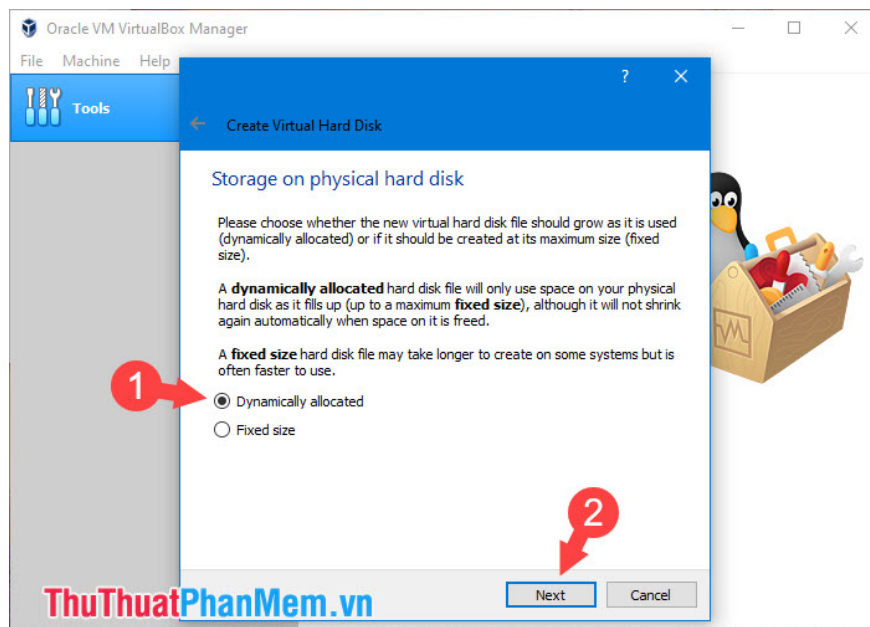 Oracle VM VirtualBox Manager
File Machine Help
Tools
?
Create Virtual Hard Disk
Storage on physical hard disk
Please choose whether the new virtual hard disk file should grow as it is used
(dynamically allocated) or if it should be created at its maximum size (fixed
size).
A dynamically allocated hard disk file will only use space on your physical
hard disk as it fills up (up to a maximum fixed size), although it will not shrink
again automatically when space on it is freed.
A fixed size hard disk file may take longer to create on some systems but is
often faster to use.
1
Dynamically allocated
Fixed size
2
Next Cancel
ThuThuatPhanMem.vn